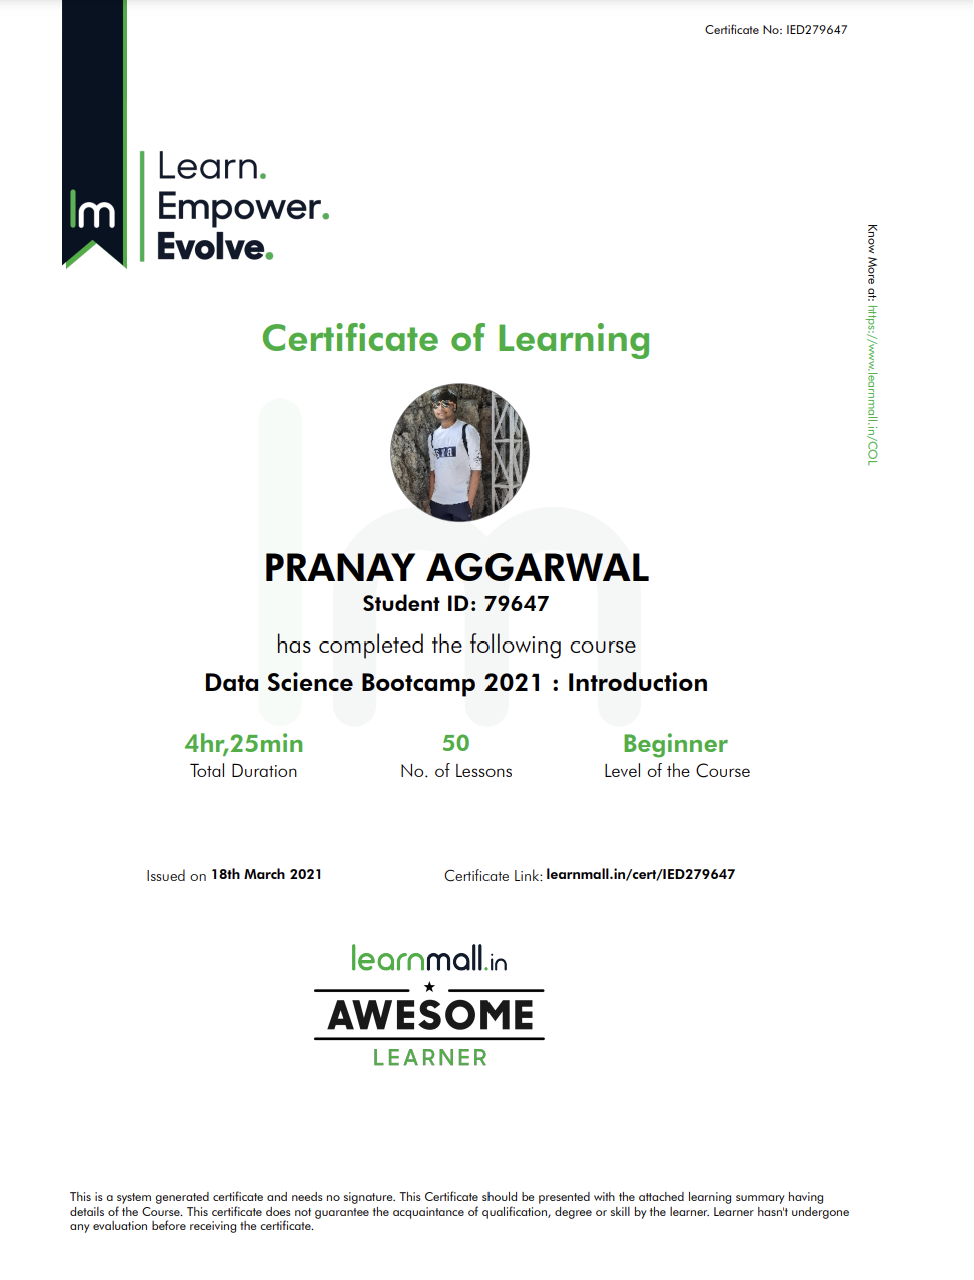 Certificate No: IED279647
lm
Learn.
Empower.
Evolve.
Know More at: https://www.learnmall.in/COL
Certificate of Learning
PRANAY AGGARWAL
Student ID: 79647
has completed the following course
Data Science Bootcamp 2021 : Introduction
4hr,25min 50 Beginner
Total Duration No. of Lessons Level of the Course
Issued on 18th March 2021 Certificate Link: learnmall.in/cert/IED279647
learnmall.in
AWESOME
LEARNER
This is a system generated certificate and needs no signature. This Certificate should be presented with the attached learning summary having
details of the Course. This certificate does not guarantee the acquaintance of qualification, degree or skill by the learner. Learner hasn't undergone
any evaluation before receiving the certificate.